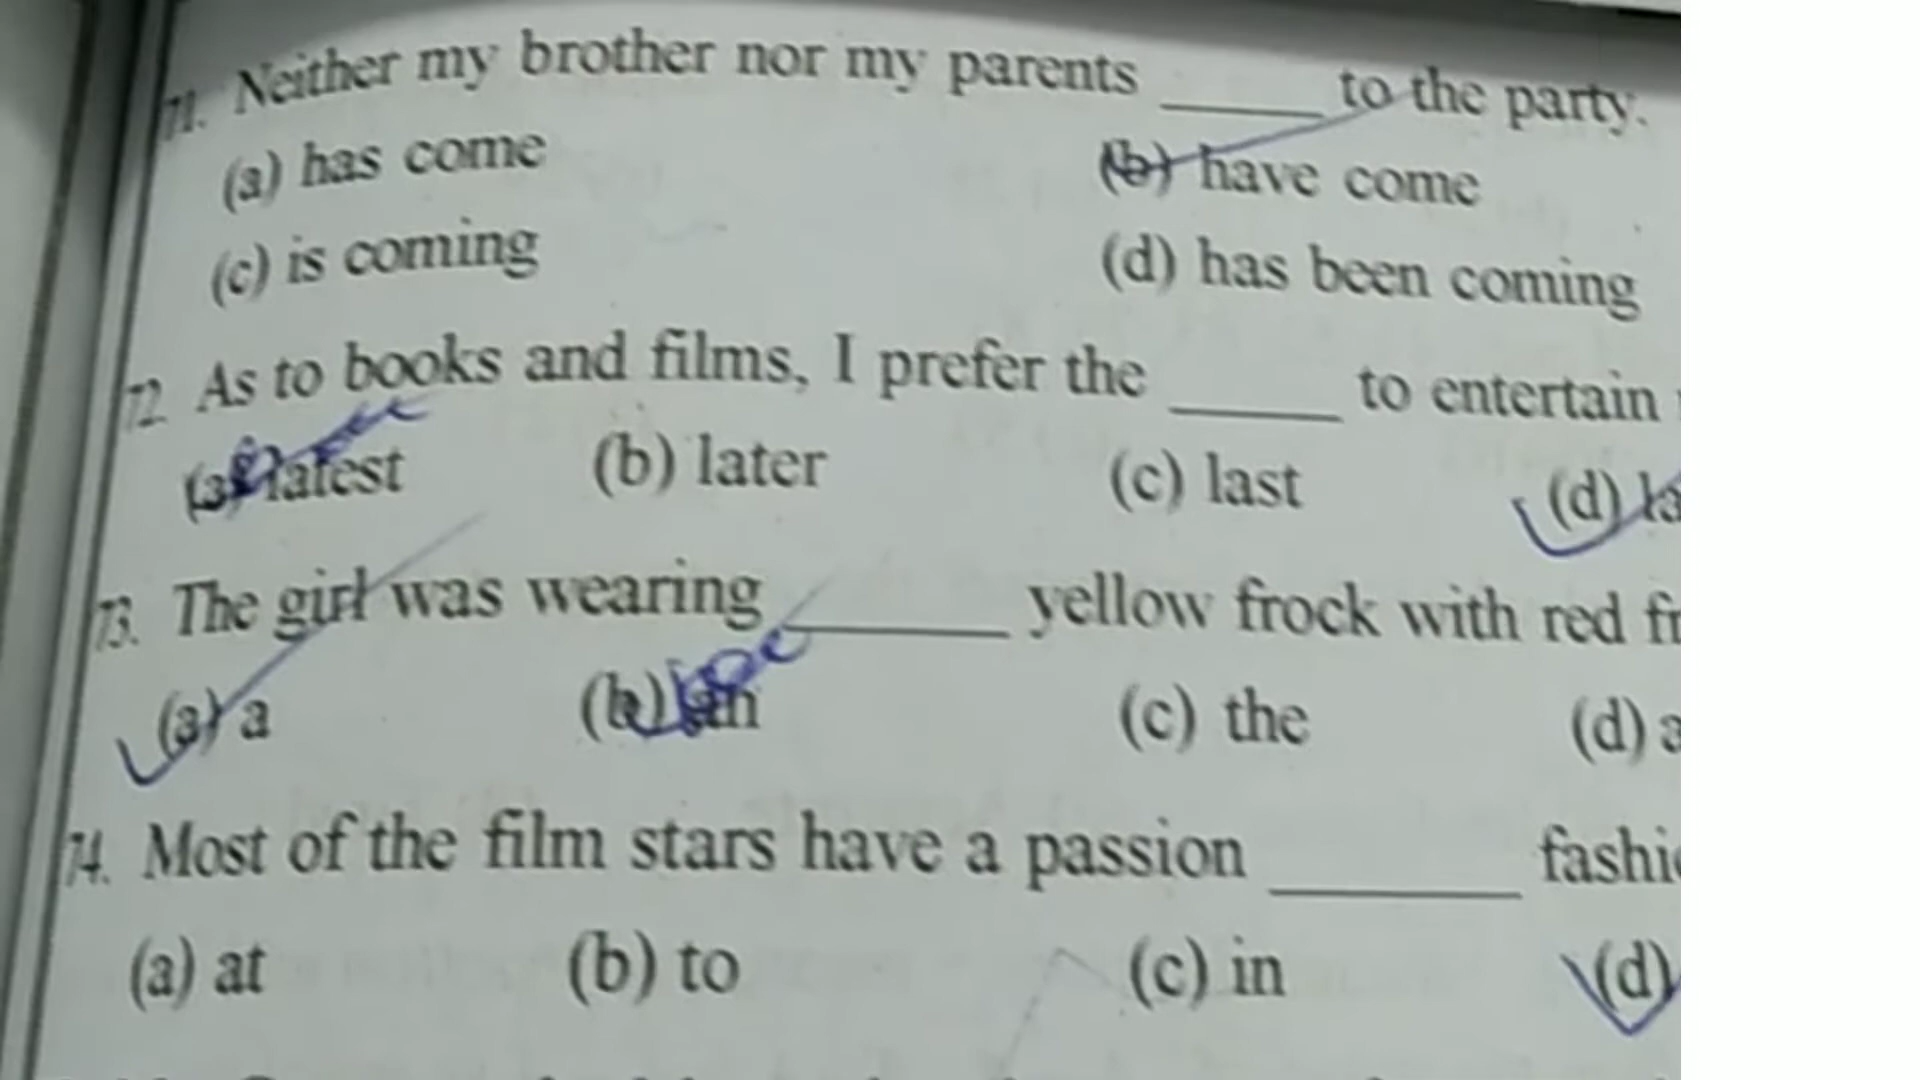 71. Neither my brother nor my parents _____ to the party.
(a) has come (b) have come
(c) is coming (d) has been coming
72. As to books and films, I prefer the _____ to entertain
(a) latest (b) later (c) last (d) la
73. The girl was wearing _____ yellow frock with red fr
(a) a (b) an (c) the (d) a
74. Most of the film stars have a passion _____ fashi
(a) at (b) to (c) in (d)